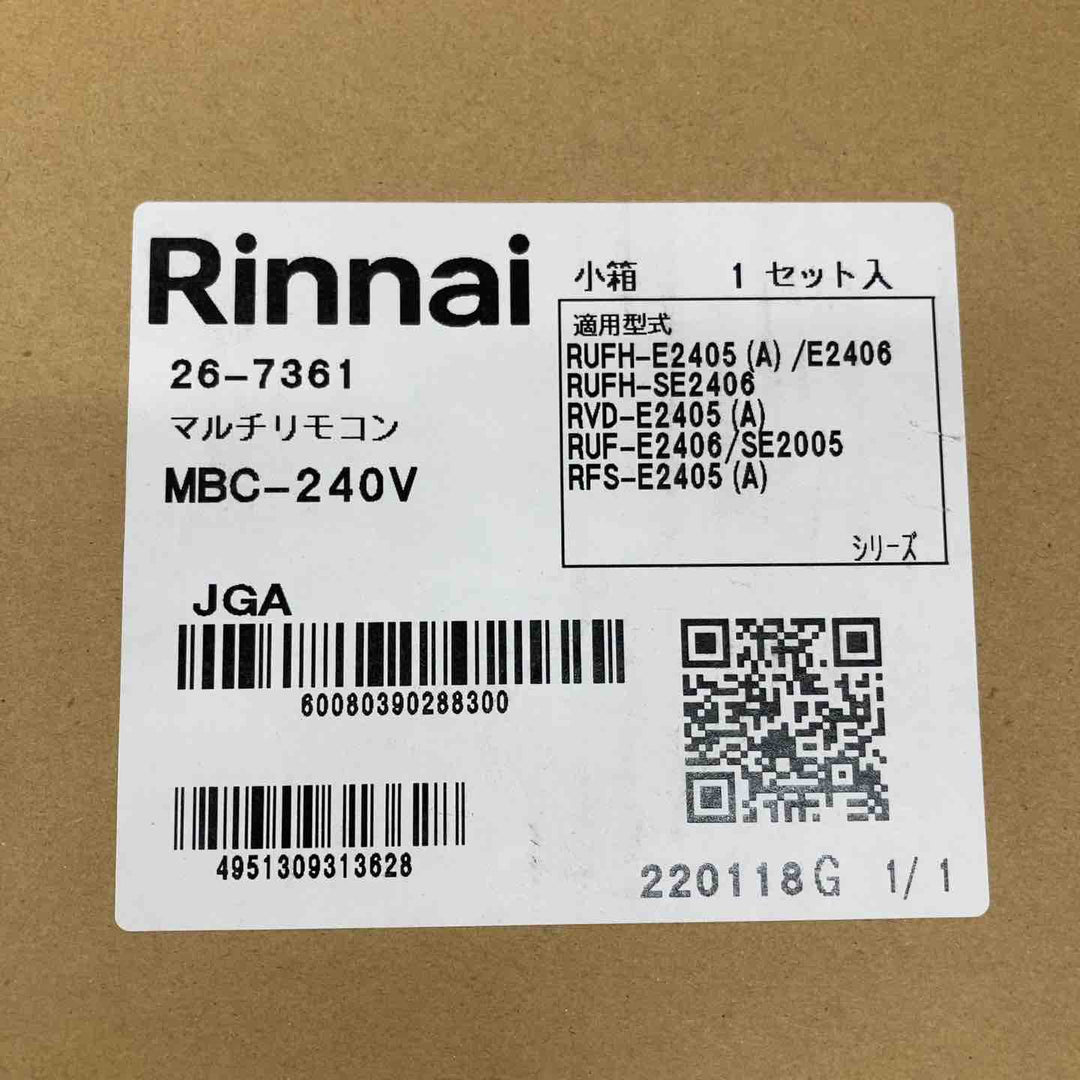 Rinnai
26-7361
マルチリモコン
MBC-240V
小箱 1 セット入
適用型式
RUFH-E2405(A)/E2406
RUFH-SE2406
RVD-E2405(A)
RUF-E2406/SE2005
RFS-E2405(A)
シリーズ
JGA
60080390288300
4951309313628
220118G 1/1